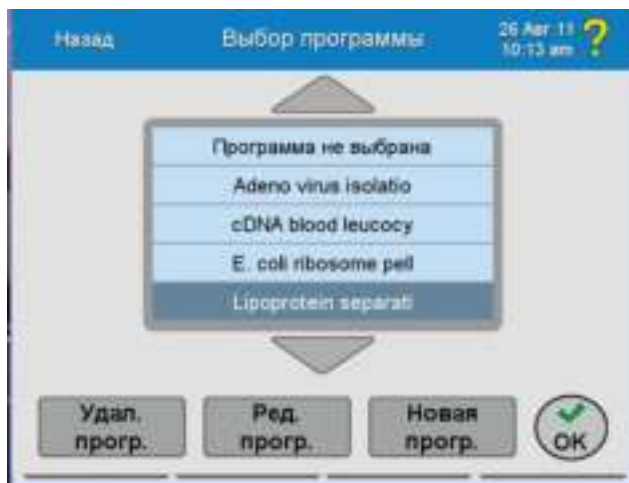 Назад
Выбор программы
26 Авг 11
10:13 am
?
Программа не выбрана
Adeno virus isolatio
cDNA blood leucocy
E. coli ribosome pell
Lipoprotein separati
Удал.
прогр.
Ред.
прогр.
Новая
прогр.
OK